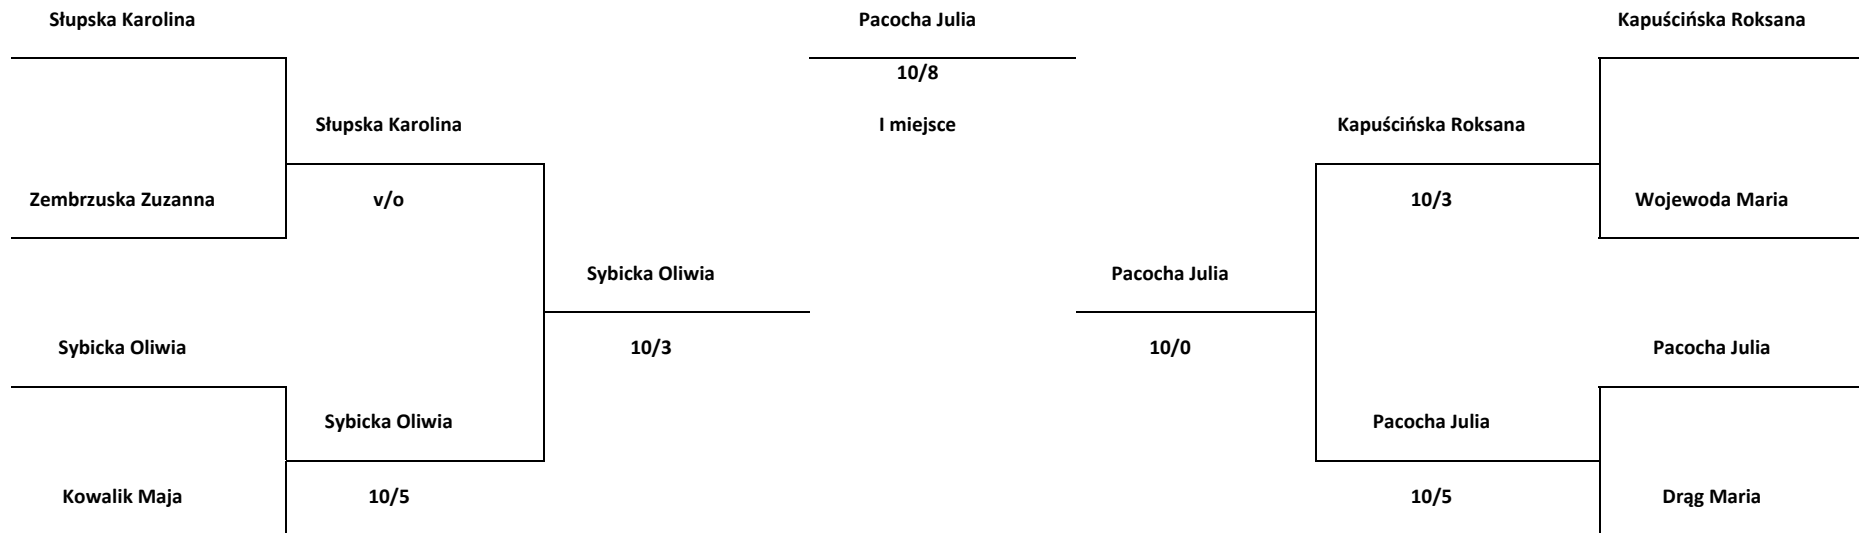 Słupska Karolina
Pacocha Julia
Kapuścińska Roksana
10/8
Słupska Karolina
I miejsce
Kapuścińska Roksana
Zembrzuska Zuzanna
v/o
10/3
Wojewoda Maria
Sybicka Oliwia
Pacocha Julia
Sybicka Oliwia
10/3
10/0
Pacocha Julia
Sybicka Oliwia
Pacocha Julia
Kowalik Maja
10/5
10/5
Drąg Maria